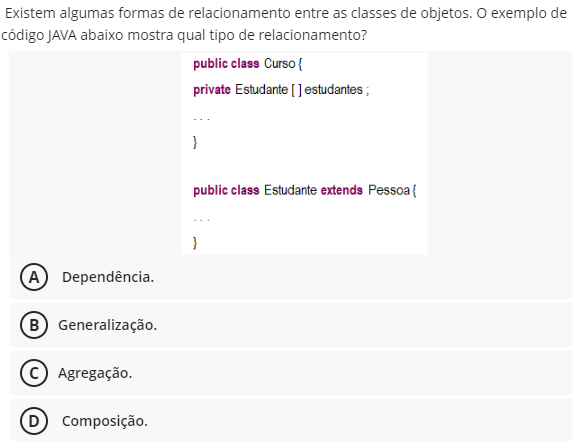 Existem algumas formas de relacionamento entre as classes de objetos. O exemplo de
código JAVA abaixo mostra qual tipo de relacionamento?
public class Curso {
private Estudante [ ] estudantes ;
. . .
}
public class Estudante extends Pessoa {
. . .
}
A Dependência.
B Generalização.
C Agregação.
D Composição.